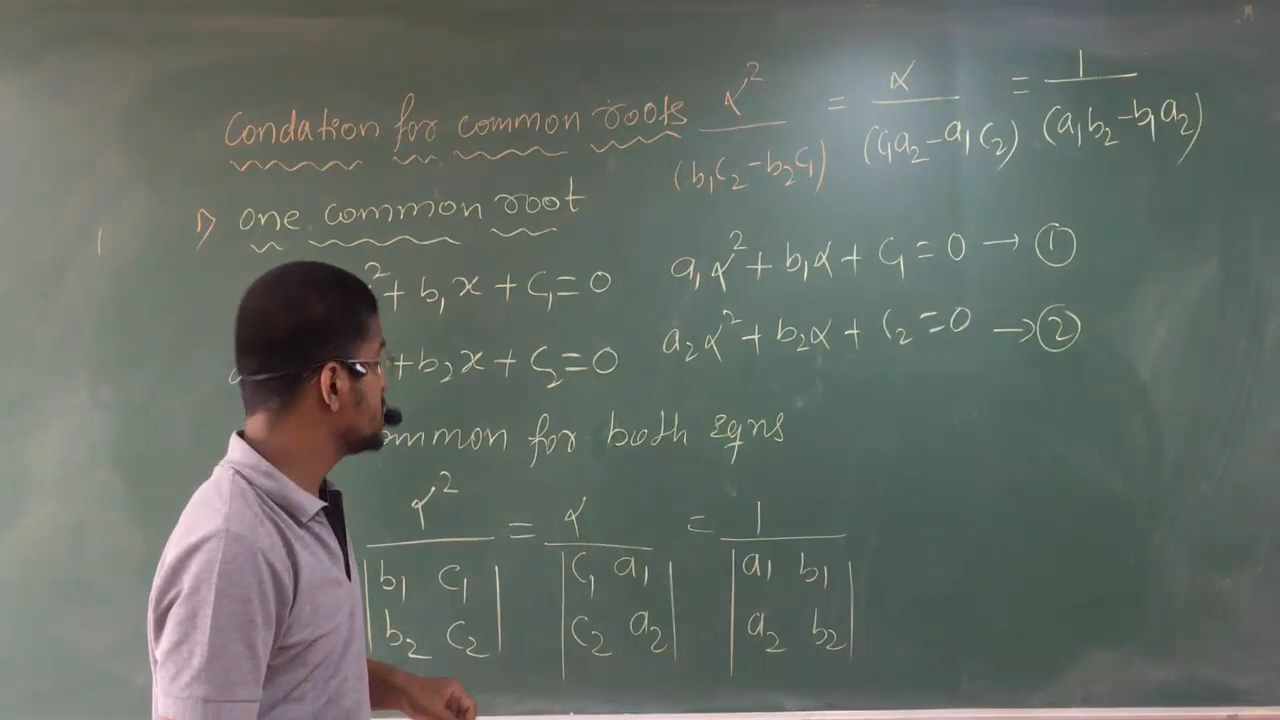 Condation for common roots
α² / (b₁c₂ - b₂c₁) = α / (c₁a₂ - a₁c₂) = 1 / (a₁b₂ - b₁a₂)
1) one common root
² + b₁x + c₁ = 0
+ b₂x + c₂ = 0
a₁α² + b₁α + c₁ = 0 → ①
a₂α² + b₂α + c₂ = 0 → ②
ommon for both eqns
α² / |b₁ c₁ b₂ c₂| = α / |c₁ a₁ c₂ a₂| = 1 / |a₁ b₁ a₂ b₂|